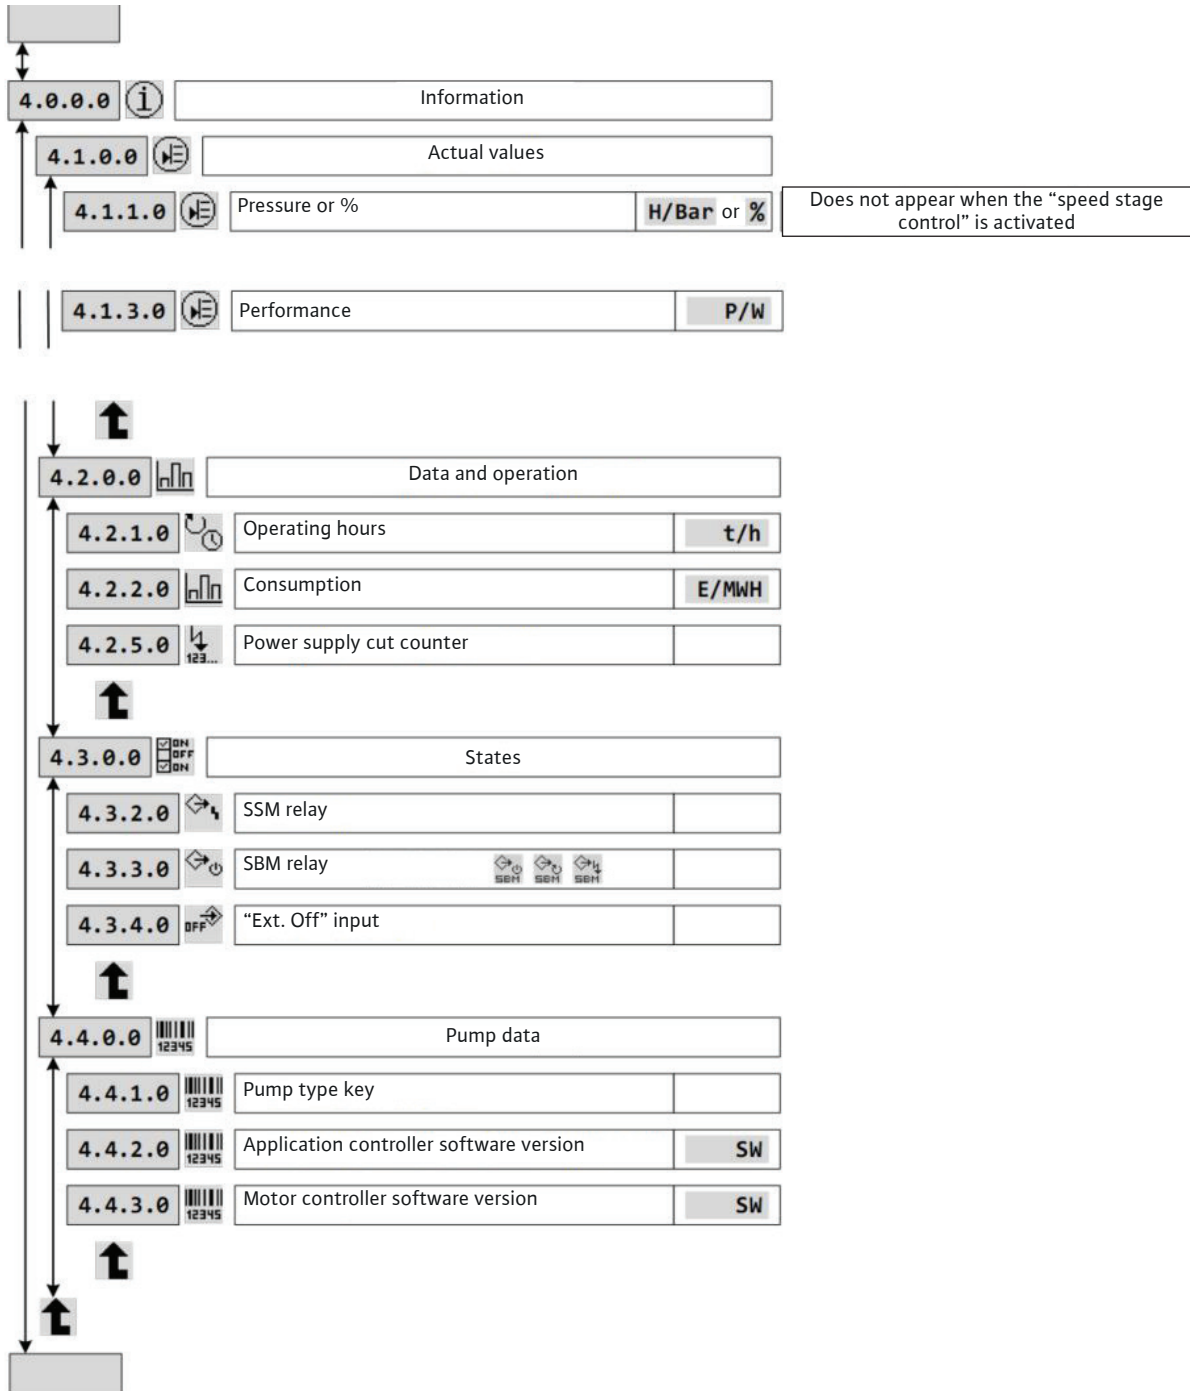 4.0.0.0 i Information
4.1.0.0 Actual values
4.1.1.0 Pressure or % H/Bar or % Does not appear when the “speed stage
control” is activated
4.1.3.0 Performance P/W
4.2.0.0 Data and operation
4.2.1.0 Operating hours t/h
4.2.2.0 Consumption E/MWH
4.2.5.0 123... Power supply cut counter
4.3.0.0 ON OFF ON States
4.3.2.0 SSM relay
4.3.3.0 SBM relay SBM SBM SBM
4.3.4.0 OFF “Ext. Off” input
4.4.0.0 12345 Pump data
4.4.1.0 12345 Pump type key
4.4.2.0 12345 Application controller software version SW
4.4.3.0 12345 Motor controller software version SW